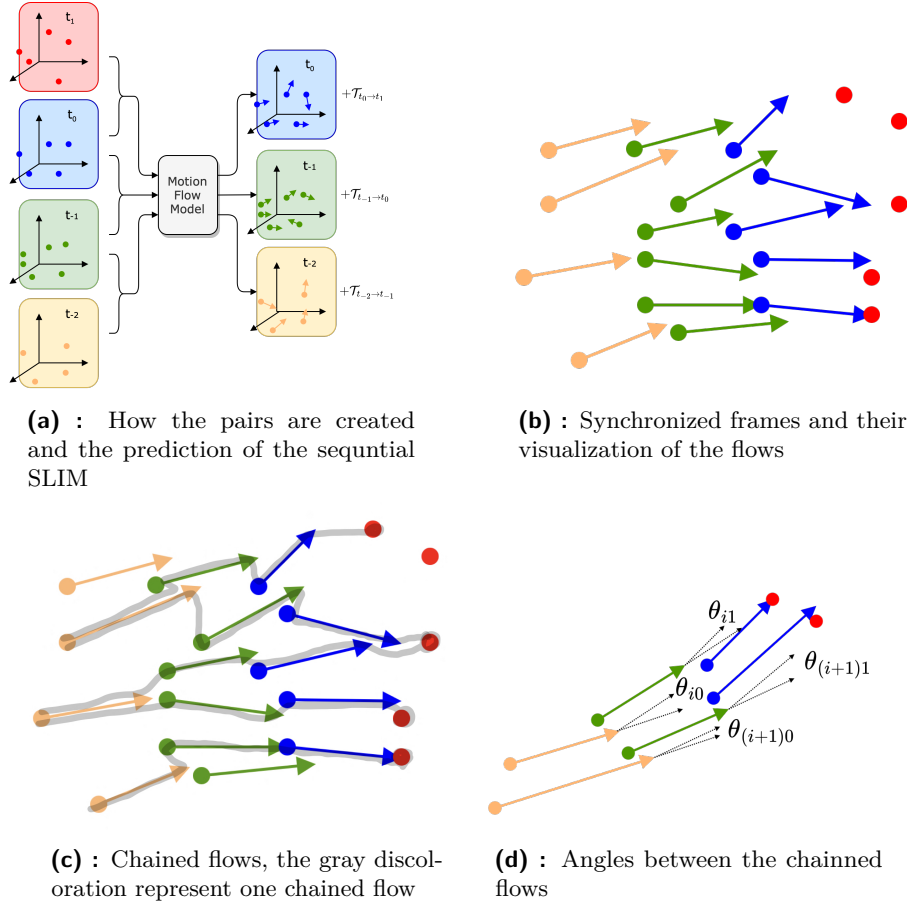 t1
t0
t-1
t-2
Motion
Flow
Model
t0
+𝒯t0→t1
t-1
+𝒯t−1→t0
t-2
+𝒯t−2→t−1
(a) : How the pairs are created
and the prediction of the sequntial
SLIM
(b) : Synchronized frames and their
visualization of the flows
(c) : Chained flows, the gray discol-
oration represent one chained flow
θi1
θi0
θ(i+1)1
θ(i+1)0
(d) : Angles between the chainned
flows